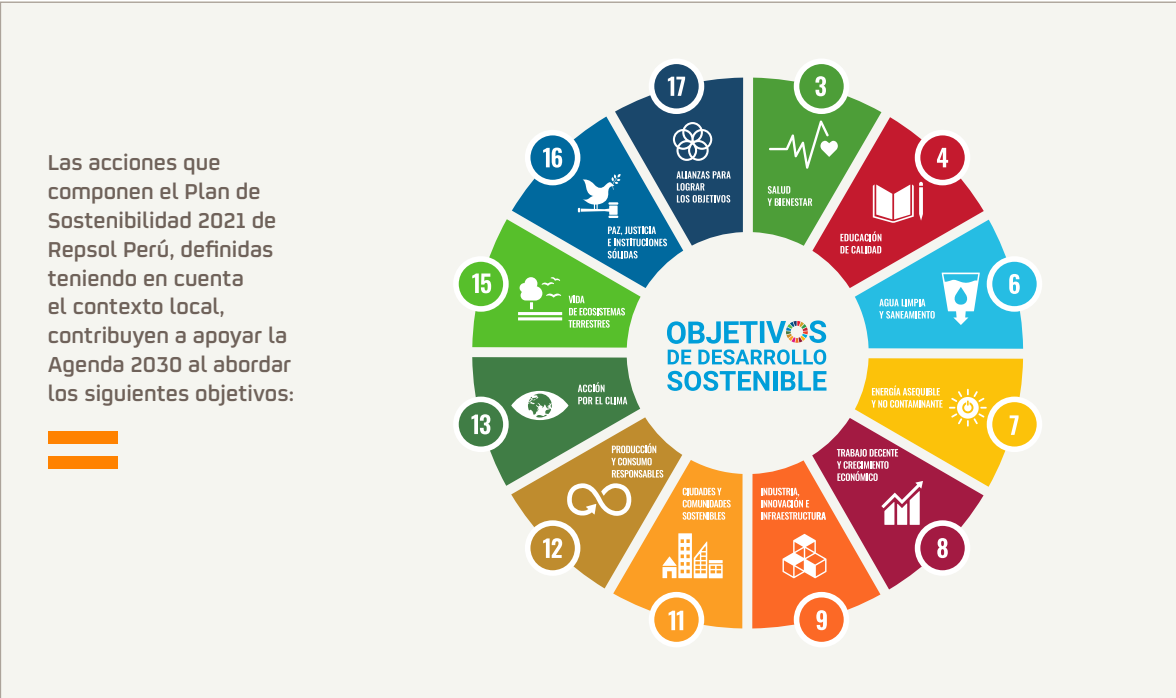 Las acciones que
componen el Plan de
Sostenibilidad 2021 de
Repsol Perú, definidas
teniendo en cuenta
el contexto local,
contribuyen a apoyar la
Agenda 2030 al abordar
los siguientes objetivos:
OBJETIVOS
DE DESARROLLO
SOSTENIBLE
3
SALUD
Y BIENESTAR
4
EDUCACIÓN
DE CALIDAD
6
AGUA LIMPIA
Y SANEAMIENTO
7
ENERGÍA ASEQUIBLE
Y NO CONTAMINANTE
8
TRABAJO DECENTE
Y CRECIMIENTO
ECONÓMICO
9
INDUSTRIA,
INNOVACIÓN E
INFRAESTRUCTURA
11
CIUDADES Y
COMUNIDADES
SOSTENIBLES
12
PRODUCCIÓN
Y CONSUMO
RESPONSABLES
13
ACCIÓN
POR EL CLIMA
15
VIDA
DE ECOSISTEMAS
TERRESTRES
16
PAZ, JUSTICIA
E INSTITUCIONES
SÓLIDAS
17
ALIANZAS PARA
LOGRAR
LOS OBJETIVOS